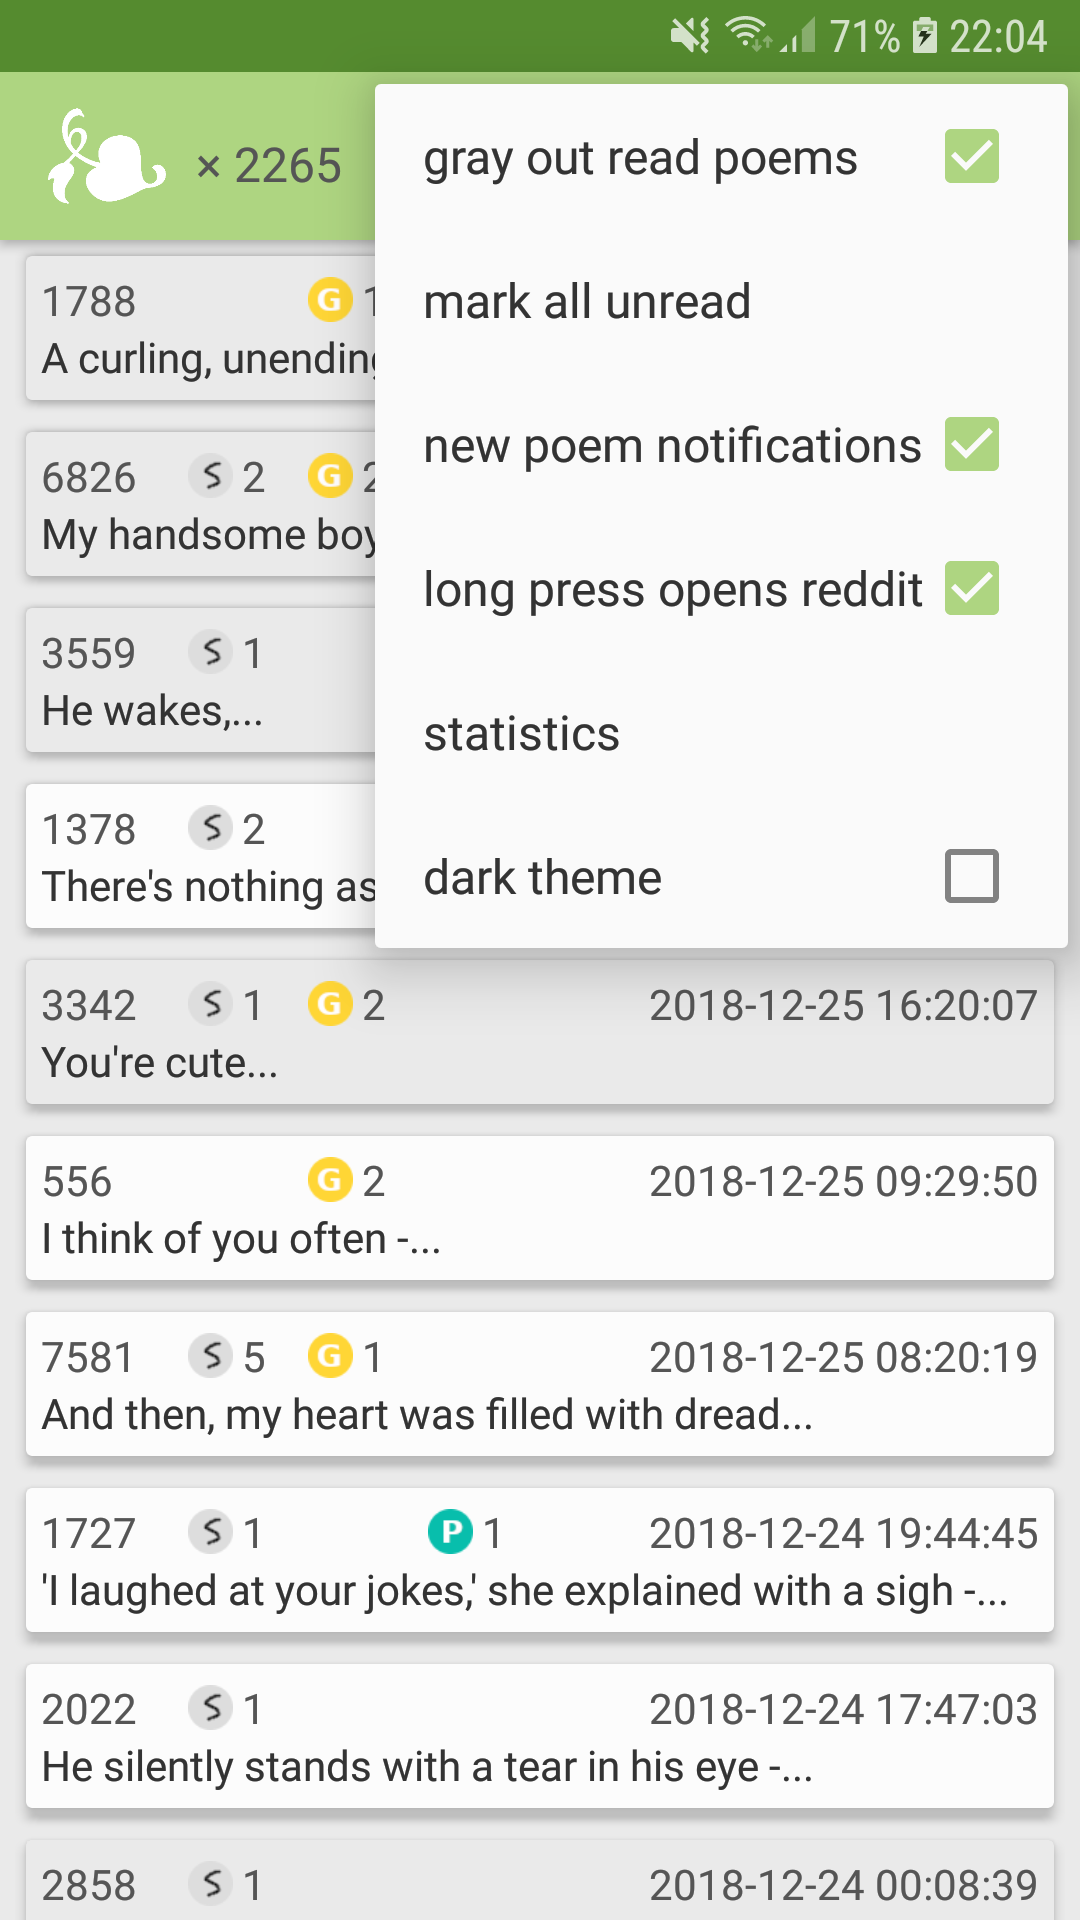 71% 22:04
× 2265
gray out read poems
mark all unread
new poem notifications
long press opens reddit
statistics
dark theme
1788 G 1
A curling, unending
6826 S 2 G 2
My handsome boy
3559 S 1
He wakes,...
1378 S 2
There's nothing as
3342 S 1 G 2 2018-12-25 16:20:07
You're cute...
556 G 2 2018-12-25 09:29:50
I think of you often -...
7581 S 5 G 1 2018-12-25 08:20:19
And then, my heart was filled with dread...
1727 S 1 P 1 2018-12-24 19:44:45
'I laughed at your jokes,' she explained with a sigh -...
2022 S 1 2018-12-24 17:47:03
He silently stands with a tear in his eye -...
2858 S 1 2018-12-24 00:08:39